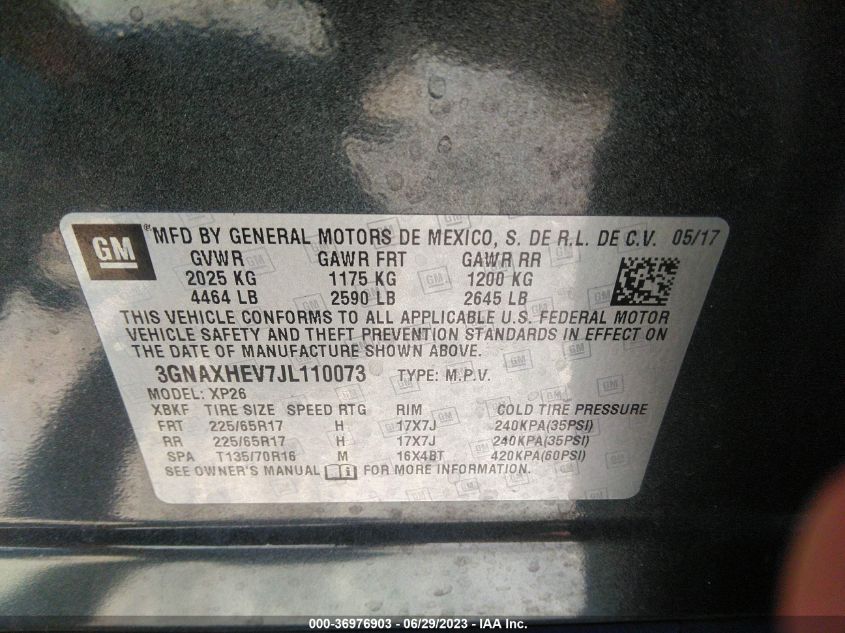 GM
® MFD BY GENERAL MOTORS DE MEXICO, S. DE R.L. DE C.V. 05/17
GVWR GAWR FRT GAWR RR
2025 KG 1175 KG 1200 KG
4464 LB 2590 LB 2645 LB
THIS VEHICLE CONFORMS TO ALL APPLICABLE U.S. FEDERAL MOTOR
VEHICLE SAFETY AND THEFT PREVENTION STANDARDS IN EFFECT ON
THE DATE OF MANUFACTURE SHOWN ABOVE.
3GNAXHEV7JL110073 TYPE: M.P.V.
MODEL: XP26
XBKF TIRE SIZE SPEED RTG RIM COLD TIRE PRESSURE
FRT 225/65R17 H 17X7J 240KPA(35PSI)
RR 225/65R17 H 17X7J 240KPA(35PSI)
SPA T135/70R16 M 16X4BT 420KPA(60PSI)
SEE OWNER'S MANUAL FOR MORE INFORMATION.
000-36976903 - 06/29/2023 - IAA Inc.